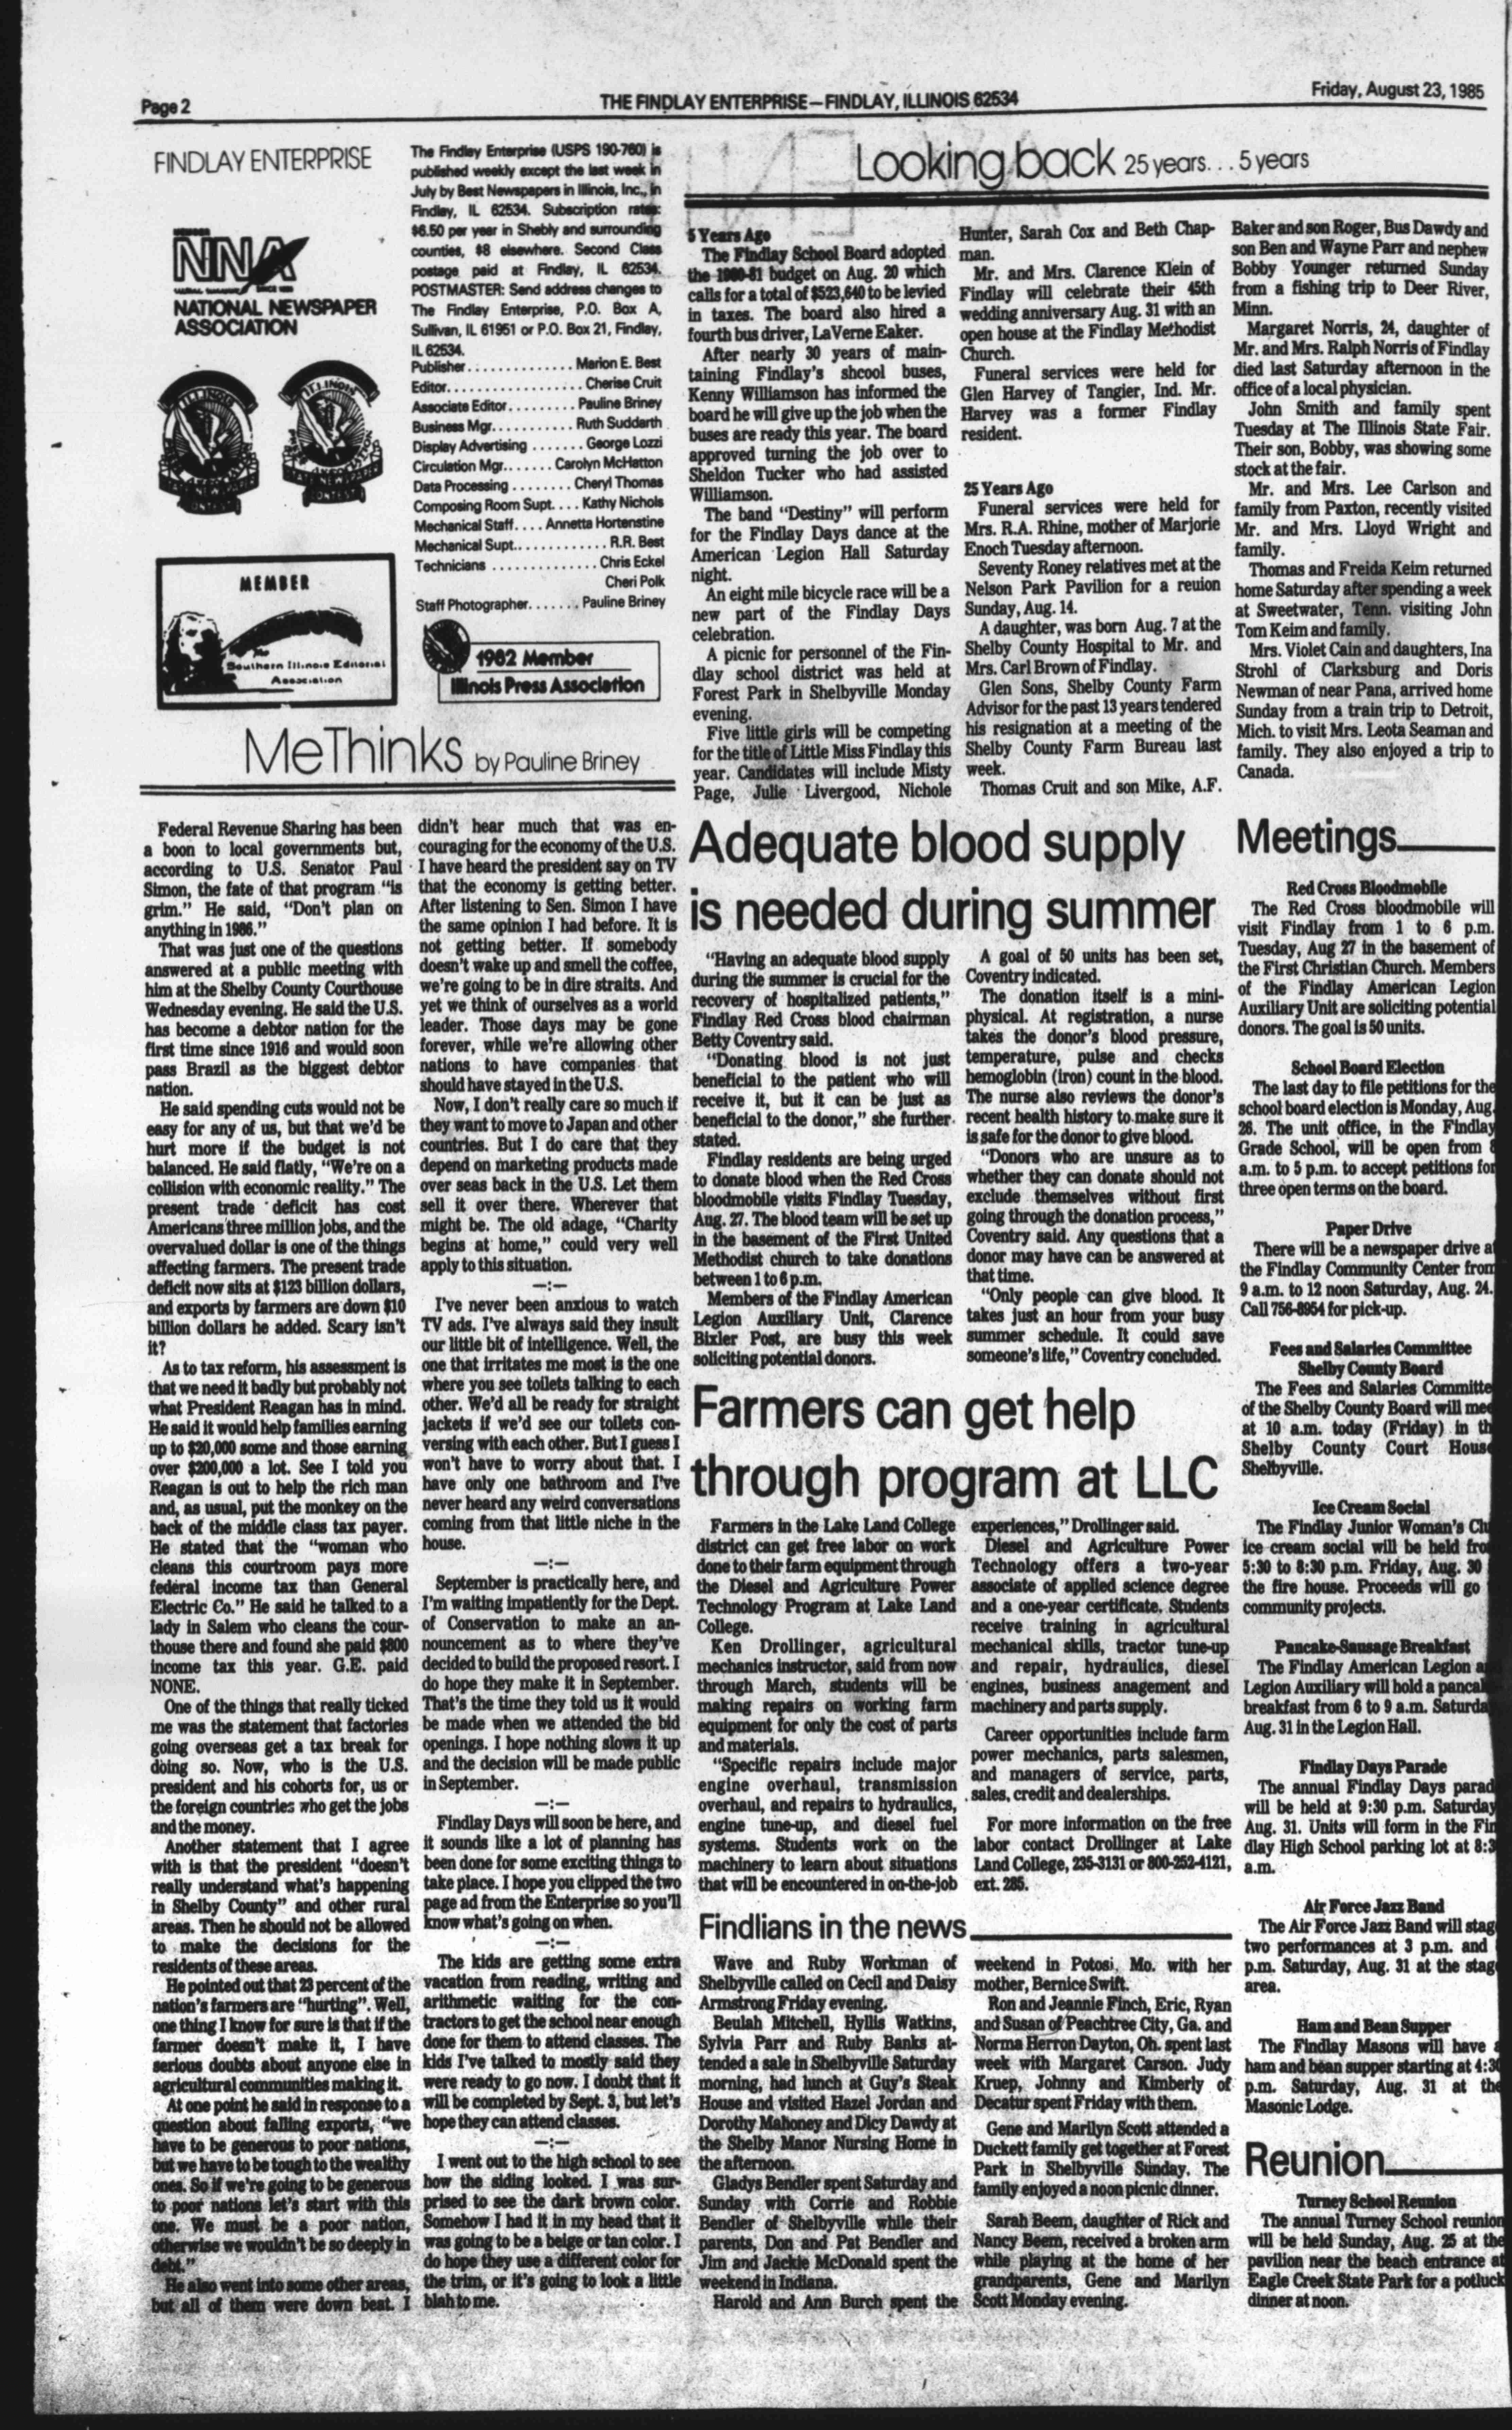 Page 2
THE FINDLAY ENTERPRISE—FINDLAY, ILLINOIS 62534
Friday, August 23, 1985
FINDLAY ENTERPRISE
MEMBER
NNA
NATIONAL NEWSPAPER
ASSOCIATION
ILLINOIS
ILLINOIS
MEMBER
The
Southern Illinois Editorial
Association
The Findlay Enterprise (USPS 190-760) is
published weekly except the last week in
July by Best Newspapers in Illinois, Inc., in
Findlay, IL 62534. Subscription rates:
$6.50 per year in Shebly and surrounding
counties, $8 elsewhere. Second Class
postage paid at Findlay, IL 62534.
POSTMASTER: Send address changes to
The Findlay Enterprise, P.O. Box A,
Sullivan, IL 61951 or P.O. Box 21, Findlay,
IL 62534.
Publisher............. Marion E. Best
Editor................. Cherise Cruit
Associate Editor......... Pauline Briney
Business Mgr.......... Ruth Suddarth
Display Advertising ....... George Lozzi
Circulation Mgr....... Carolyn McHatton
Data Processing ........ Cheryl Thomas
Composing Room Supt.... Kathy Nichols
Mechanical Staff.... Annetta Hortenstine
Mechanical Supt............ R.R. Best
Technicians .............. Chris Eckel
Cheri Polk
Staff Photographer....... Pauline Briney
1982 Member
Illinois Press Association
MeThinks by Pauline Briney
Federal Revenue Sharing has been
a boon to local governments but,
according to U.S. Senator Paul
Simon, the fate of that program "is
grim." He said, "Don't plan on
anything in 1986."
That was just one of the questions
answered at a public meeting with
him at the Shelby County Courthouse
Wednesday evening. He said the U.S.
has become a debtor nation for the
first time since 1916 and would soon
pass Brazil as the biggest debtor
nation.
He said spending cuts would not be
easy for any of us, but that we'd be
hurt more if the budget is not
balanced. He said flatly, "We're on a
collision with economic reality." The
present trade deficit has cost
Americans three million jobs, and the
overvalued dollar is one of the things
affecting farmers. The present trade
deficit now sits at $123 billion dollars,
and exports by farmers are down $10
billion dollars he added. Scary isn't
it?
As to tax reform, his assessment is
that we need it badly but probably not
what President Reagan has in mind.
He said it would help families earning
up to $20,000 some and those earning
over $200,000 a lot. See I told you
Reagan is out to help the rich man
and, as usual, put the monkey on the
back of the middle class tax payer.
He stated that the "woman who
cleans this courtroom pays more
federal income tax than General
Electric Co." He said he talked to a
lady in Salem who cleans the cour-
thouse there and found she paid $800
income tax this year. G.E. paid
NONE.
One of the things that really ticked
me was the statement that factories
going overseas get a tax break for
doing so. Now, who is the U.S.
president and his cohorts for, us or
the foreign countries who get the jobs
and the money.
Another statement that I agree
with is that the president "doesn't
really understand what's happening
in Shelby County" and other rural
areas. Then he should not be allowed
to make the decisions for the
residents of these areas.
He pointed out that 23 percent of the
nation's farmers are "hurting". Well,
one thing I know for sure is that if the
farmer doesn't make it, I have
serious doubts about anyone else in
agricultural communities making it.
At one point he said in response to a
question about falling exports, "we
have to be generous to poor nations,
but we have to be tough to the wealthy
ones. So if we're going to be generous
to poor nations let's start with this
one. We must be a poor nation,
otherwise we wouldn't be so deeply in
debt."
He also went into some other areas,
but all of them were down beat. I
didn't hear much that was en-
couraging for the economy of the U.S.
I have heard the president say on TV
that the economy is getting better.
After listening to Sen. Simon I have
the same opinion I had before. It is
not getting better. If somebody
doesn't wake up and smell the coffee,
we're going to be in dire straits. And
yet we think of ourselves as a world
leader. Those days may be gone
forever, while we're allowing other
nations to have companies that
should have stayed in the U.S.
Now, I don't really care so much if
they want to move to Japan and other
countries. But I do care that they
depend on marketing products made
over seas back in the U.S. Let them
sell it over there. Wherever that
might be. The old adage, "Charity
begins at home," could very well
apply to this situation.
—:—
I've never been anxious to watch
TV ads. I've always said they insult
our little bit of intelligence. Well, the
one that irritates me most is the one
where you see toilets talking to each
other. We'd all be ready for straight
jackets if we'd see our toilets con-
versing with each other. But I guess I
won't have to worry about that. I
have only one bathroom and I've
never heard any weird conversations
coming from that little niche in the
house.
—:—
September is practically here, and
I'm waiting impatiently for the Dept.
of Conservation to make an an-
nouncement as to where they've
decided to build the proposed resort. I
do hope they make it in September.
That's the time they told us it would
be made when we attended the bid
openings. I hope nothing slows it up
and the decision will be made public
in September.
—:—
Findlay Days will soon be here, and
it sounds like a lot of planning has
been done for some exciting things to
take place. I hope you clipped the two
page ad from the Enterprise so you'll
know what's going on when.
—:—
The kids are getting some extra
vacation from reading, writing and
arithmetic waiting for the con-
tractors to get the school near enough
done for them to attend classes. The
kids I've talked to mostly said they
were ready to go now. I doubt that it
will be completed by Sept. 3, but let's
hope they can attend classes.
—:—
I went out to the high school to see
how the siding looked. I was sur-
prised to see the dark brown color.
Somehow I had it in my head that it
was going to be a beige or tan color. I
do hope they use a different color for
the trim, or it's going to look a little
blah to me.
Looking back 25 years. . . 5 years
5 Years Ago
The Findlay School Board adopted
the 1980-81 budget on Aug. 20 which
calls for a total of $523,640 to be levied
in taxes. The board also hired a
fourth bus driver, LaVerne Eaker.
After nearly 30 years of main-
taining Findlay's shcool buses,
Kenny Williamson has informed the
board he will give up the job when the
buses are ready this year. The board
approved turning the job over to
Sheldon Tucker who had assisted
Williamson.
The band "Destiny" will perform
for the Findlay Days dance at the
American Legion Hall Saturday
night.
An eight mile bicycle race will be a
new part of the Findlay Days
celebration.
A picnic for personnel of the Fin-
dlay school district was held at
Forest Park in Shelbyville Monday
evening.
Five little girls will be competing
for the title of Little Miss Findlay this
year. Candidates will include Misty
Page, Julie Livergood, Nichole
Hunter, Sarah Cox and Beth Chap-
man.
Mr. and Mrs. Clarence Klein of
Findlay will celebrate their 45th
wedding anniversary Aug. 31 with an
open house at the Findlay Methodist
Church.
Funeral services were held for
Glen Harvey of Tangier, Ind. Mr.
Harvey was a former Findlay
resident.
25 Years Ago
Funeral services were held for
Mrs. R.A. Rhine, mother of Marjorie
Enoch Tuesday afternoon.
Seventy Roney relatives met at the
Nelson Park Pavilion for a reuion
Sunday, Aug. 14.
A daughter, was born Aug. 7 at the
Shelby County Hospital to Mr. and
Mrs. Carl Brown of Findlay.
Glen Sons, Shelby County Farm
Advisor for the past 13 years tendered
his resignation at a meeting of the
Shelby County Farm Bureau last
week.
Thomas Cruit and son Mike, A.F.
Baker and son Roger, Bus Dawdy and
son Ben and Wayne Parr and nephew
Bobby Younger returned Sunday
from a fishing trip to Deer River,
Minn.
Margaret Norris, 24, daughter of
Mr. and Mrs. Ralph Norris of Findlay
died last Saturday afternoon in the
office of a local physician.
John Smith and family spent
Tuesday at The Illinois State Fair.
Their son, Bobby, was showing some
stock at the fair.
Mr. and Mrs. Lee Carlson and
family from Paxton, recently visited
Mr. and Mrs. Lloyd Wright and
family.
Thomas and Freida Keim returned
home Saturday after spending a week
at Sweetwater, Tenn. visiting John
Tom Keim and family.
Mrs. Violet Cain and daughters, Ina
Strohl of Clarksburg and Doris
Newman of near Pana, arrived home
Sunday from a train trip to Detroit,
Mich. to visit Mrs. Leota Seaman and
family. They also enjoyed a trip to
Canada.
Adequate blood supply
is needed during summer
"Having an adequate blood supply
during the summer is crucial for the
recovery of hospitalized patients,"
Findlay Red Cross blood chairman
Betty Coventry said.
"Donating blood is not just
beneficial to the patient who will
receive it, but it can be just as
beneficial to the donor," she further
stated.
Findlay residents are being urged
to donate blood when the Red Cross
bloodmobile visits Findlay Tuesday,
Aug. 27. The blood team will be set up
in the basement of the First United
Methodist church to take donations
between 1 to 6 p.m.
Members of the Findlay American
Legion Auxiliary Unit, Clarence
Bixler Post, are busy this week
soliciting potential donors.
A goal of 50 units has been set,
Coventry indicated.
The donation itself is a mini-
physical. At registration, a nurse
takes the donor's blood pressure,
temperature, pulse and checks
hemoglobin (iron) count in the blood.
The nurse also reviews the donor's
recent health history to make sure it
is safe for the donor to give blood.
"Donors who are unsure as to
whether they can donate should not
exclude themselves without first
going through the donation process,"
Coventry said. Any questions that a
donor may have can be answered at
that time.
"Only people can give blood. It
takes just an hour from your busy
summer schedule. It could save
someone's life," Coventry concluded.
Farmers can get help
through program at LLC
Farmers in the Lake Land College
district can get free labor on work
done to their farm equipment through
the Diesel and Agriculture Power
Technology Program at Lake Land
College.
Ken Drollinger, agricultural
mechanics instructor, said from now
through March, students will be
making repairs on working farm
equipment for only the cost of parts
and materials.
"Specific repairs include major
engine overhaul, transmission
overhaul, and repairs to hydraulics,
engine tune-up, and diesel fuel
systems. Students work on the
machinery to learn about situations
that will be encountered in on-the-job
experiences," Drollinger said.
Diesel and Agriculture Power
Technology offers a two-year
associate of applied science degree
and a one-year certificate. Students
receive training in agricultural
mechanical skills, tractor tune-up
and repair, hydraulics, diesel
engines, business anagement and
machinery and parts supply.
Career opportunities include farm
power mechanics, parts salesmen,
and managers of service, parts,
sales, credit and dealerships.
For more information on the free
labor contact Drollinger at Lake
Land College, 235-3131 or 800-252-4121,
ext. 285.
Findlians in the news
Wave and Ruby Workman of
Shelbyville called on Cecil and Daisy
Armstrong Friday evening.
Beulah Mitchell, Hyllis Watkins,
Sylvia Parr and Ruby Banks at-
tended a sale in Shelbyville Saturday
morning, had lunch at Guy's Steak
House and visited Hazel Jordan and
Dorothy Mahoney and Dicy Dawdy at
the Shelby Manor Nursing Home in
the afternoon.
Gladys Bendler spent Saturday and
Sunday with Corrie and Robbie
Bendler of Shelbyville while their
parents, Don and Pat Bendler and
Jim and Jackie McDonald spent the
weekend in Indiana.
Harold and Ann Burch spent the
weekend in Potosi, Mo. with her
mother, Bernice Swift.
Ron and Jeannie Finch, Eric, Ryan
and Susan of Peachtree City, Ga. and
Norma Herron Dayton, Oh. spent last
week with Margaret Carson. Judy
Kruep, Johnny and Kimberly of
Decatur spent Friday with them.
Gene and Marilyn Scott attended a
Duckett family get together at Forest
Park in Shelbyville Sunday. The
family enjoyed a noon picnic dinner.
Sarah Beem, daughter of Rick and
Nancy Beem, received a broken arm
while playing at the home of her
grandparents, Gene and Marilyn
Scott Monday evening.
Meetings
Red Cross Bloodmobile
The Red Cross bloodmobile will
visit Findlay from 1 to 6 p.m.
Tuesday, Aug 27 in the basement of
the First Christian Church. Members
of the Findlay American Legion
Auxiliary Unit are soliciting potential
donors. The goal is 50 units.
School Board Election
The last day to file petitions for the
school board election is Monday, Aug.
26. The unit office, in the Findlay
Grade School, will be open from 8
a.m. to 5 p.m. to accept petitions for
three open terms on the board.
Paper Drive
There will be a newspaper drive at
the Findlay Community Center from
9 a.m. to 12 noon Saturday, Aug. 24.
Call 756-8954 for pick-up.
Fees and Salaries Committee
Shelby County Board
The Fees and Salaries Committe
of the Shelby County Board will mee
at 10 a.m. today (Friday) in th
Shelby County Court House
Shelbyville.
Ice Cream Social
The Findlay Junior Woman's Clu
ice cream social will be held fro
5:30 to 8:30 p.m. Friday, Aug. 30
the fire house. Proceeds will go
community projects.
Pancake-Sausage Breakfast
The Findlay American Legion a
Legion Auxiliary will hold a pancak
breakfast from 6 to 9 a.m. Saturda
Aug. 31 in the Legion Hall.
Findlay Days Parade
The annual Findlay Days parad
will be held at 9:30 p.m. Saturday
Aug. 31. Units will form in the Fin
dlay High School parking lot at 8:3
a.m.
Air Force Jazz Band
The Air Force Jazz Band will stag
two performances at 3 p.m. and
p.m. Saturday, Aug. 31 at the stag
area.
Ham and Bean Supper
The Findlay Masons will have a
ham and bean supper starting at 4:30
p.m. Saturday, Aug. 31 at the
Masonic Lodge.
Reunion
Turney School Reunion
The annual Turney School reunion
will be held Sunday, Aug. 25 at the
pavilion near the beach entrance at
Eagle Creek State Park for a potluck
dinner at noon.